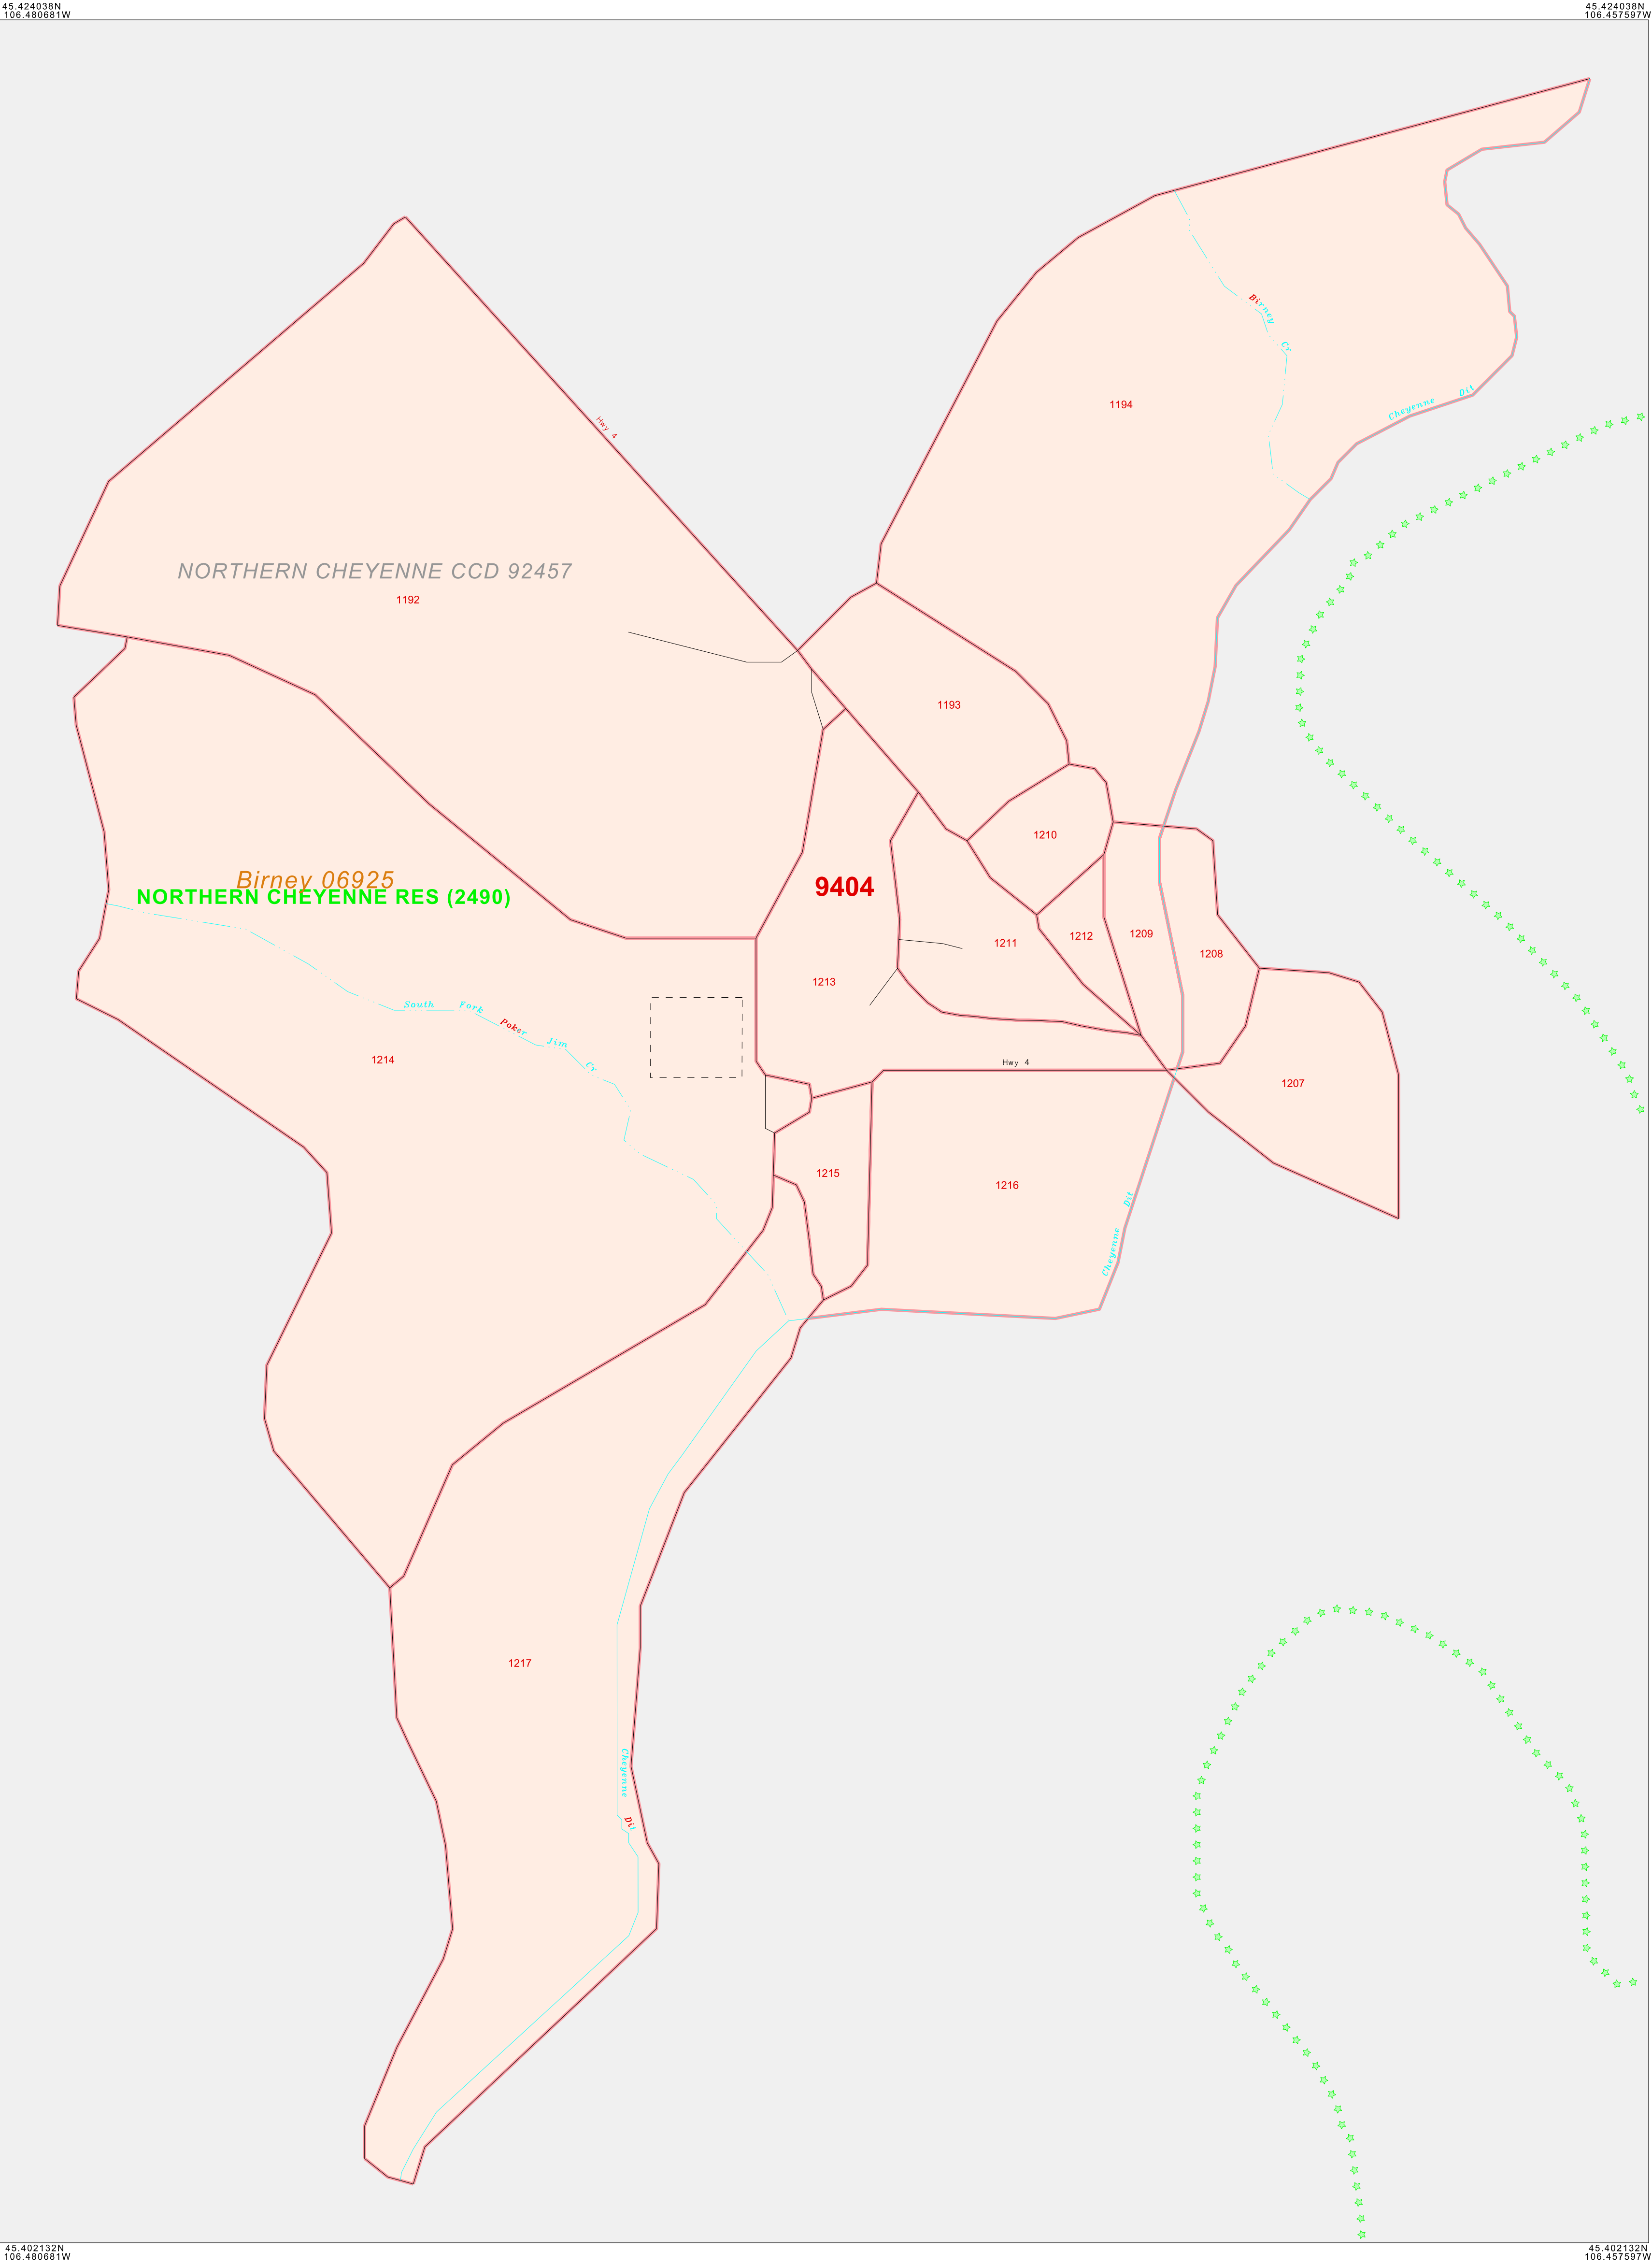 45.424038N
106.480681W
45.424038N
106.457597W
Birney Cr
Cheyenne Dit
1194
Hwy 4
NORTHERN CHEYENNE CCD 92457
1192
1193
1210
Birney 06925
9404
NORTHERN CHEYENNE RES (2490)
1211
1212
1209
1208
1213
South Fork Poker Jim Cr
1214
Hwy 4
1207
1215
1216
Cheyenne Dit
1217
Cheyenne Dit
45.402132N
106.480681W
45.402132N
106.457597W